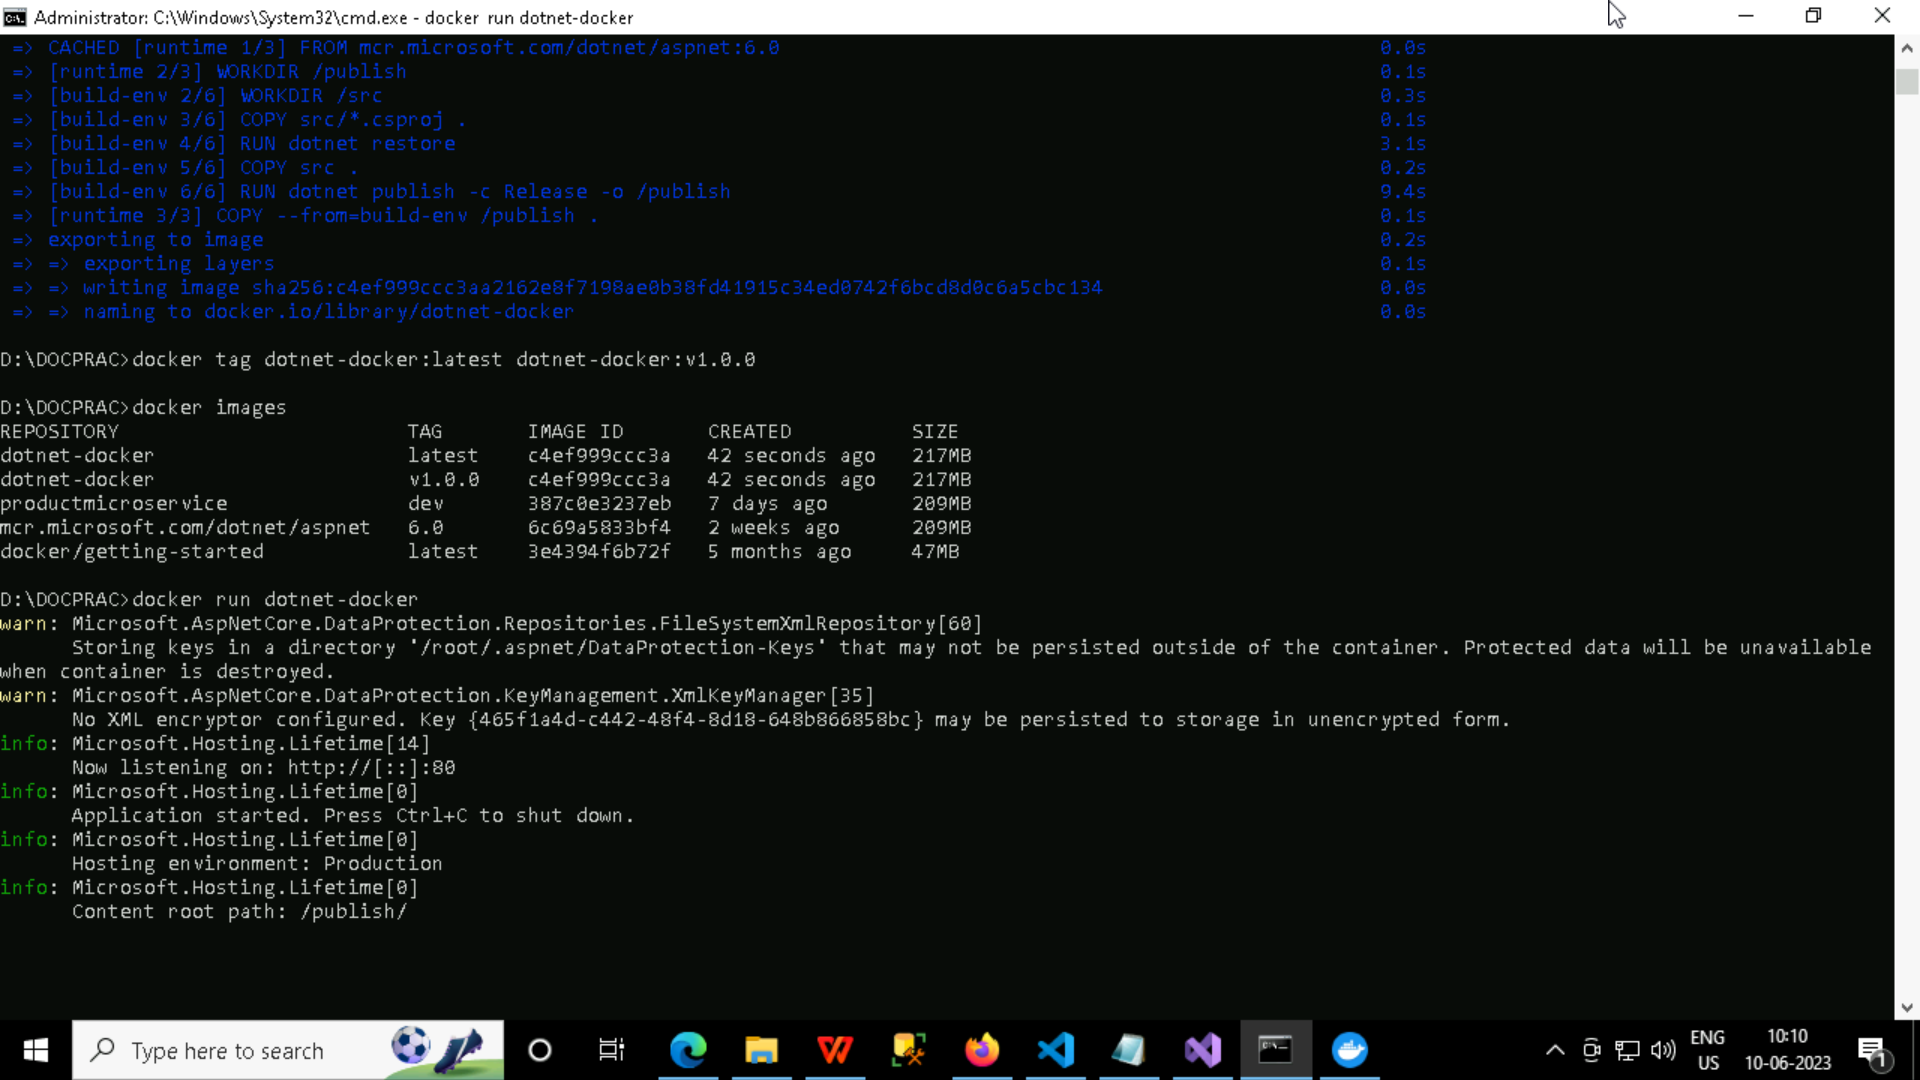 Administrator: C:\Windows\System32\cmd.exe - docker run dotnet-docker
=> CACHED [runtime 1/3] FROM mcr.microsoft.com/dotnet/aspnet:6.0 0.0s
=> [runtime 2/3] WORKDIR /publish 0.1s
=> [build-env 2/6] WORKDIR /src 0.3s
=> [build-env 3/6] COPY src/*.csproj . 0.1s
=> [build-env 4/6] RUN dotnet restore 3.1s
=> [build-env 5/6] COPY src . 0.2s
=> [build-env 6/6] RUN dotnet publish -c Release -o /publish 9.4s
=> [runtime 3/3] COPY --from=build-env /publish . 0.1s
=> exporting to image 0.2s
=> => exporting layers 0.1s
=> => writing image sha256:c4ef999ccc3aa2162e8f7198ae0b38fd41915c34ed0742f6bcd8d0c6a5cbc134 0.0s
=> => naming to docker.io/library/dotnet-docker 0.0s
D:\DOCPRAC>docker tag dotnet-docker:latest dotnet-docker:v1.0.0
D:\DOCPRAC>docker images
REPOSITORY TAG IMAGE ID CREATED SIZE
dotnet-docker latest c4ef999ccc3a 42 seconds ago 217MB
dotnet-docker v1.0.0 c4ef999ccc3a 42 seconds ago 217MB
productmicroservice dev 387c0e3237eb 7 days ago 209MB
mcr.microsoft.com/dotnet/aspnet 6.0 6c69a5833bf4 2 weeks ago 209MB
docker/getting-started latest 3e4394f6b72f 5 months ago 47MB
D:\DOCPRAC>docker run dotnet-docker
warn: Microsoft.AspNetCore.DataProtection.Repositories.FileSystemXmlRepository[60]
Storing keys in a directory '/root/.aspnet/DataProtection-Keys' that may not be persisted outside of the container. Protected data will be unavailable
when container is destroyed.
warn: Microsoft.AspNetCore.DataProtection.KeyManagement.XmlKeyManager[35]
No XML encryptor configured. Key {465f1a4d-c442-48f4-8d18-648b866858bc} may be persisted to storage in unencrypted form.
info: Microsoft.Hosting.Lifetime[14]
Now listening on: http://[::]:80
info: Microsoft.Hosting.Lifetime[0]
Application started. Press Ctrl+C to shut down.
info: Microsoft.Hosting.Lifetime[0]
Hosting environment: Production
info: Microsoft.Hosting.Lifetime[0]
Content root path: /publish/
Type here to search
ENG
US
10:10
10-06-2023
1